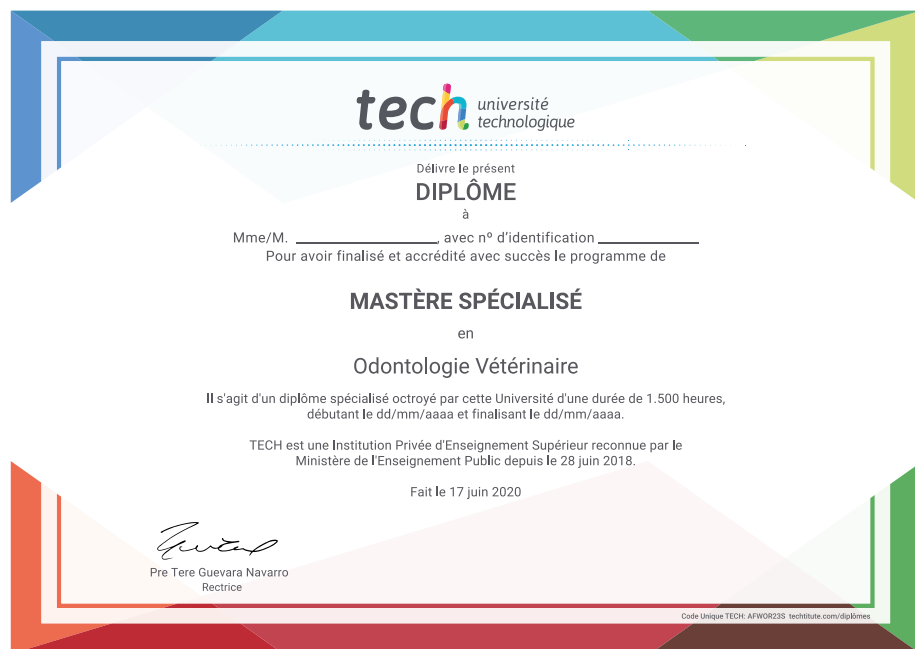 tech université
technologique
Délivre le présent
DIPLÔME
à
Mme/M. ____________, avec nº d'identification ____________
Pour avoir finalisé et accrédité avec succès le programme de
MASTÈRE SPÉCIALISÉ
en
Odontologie Vétérinaire
Il s'agit d'un diplôme spécialisé octroyé par cette Université d'une durée de 1.500 heures,
débutant le dd/mm/aaaa et finalisant le dd/mm/aaaa.
TECH est une Institution Privée d'Enseignement Supérieur reconnue par le
Ministère de l'Enseignement Public depuis le 28 juin 2018.
Fait le 17 juin 2020
Pre Tere Guevara Navarro
Rectrice
Code Unique TECH: AFWOR23S techtitute.com/diplômes